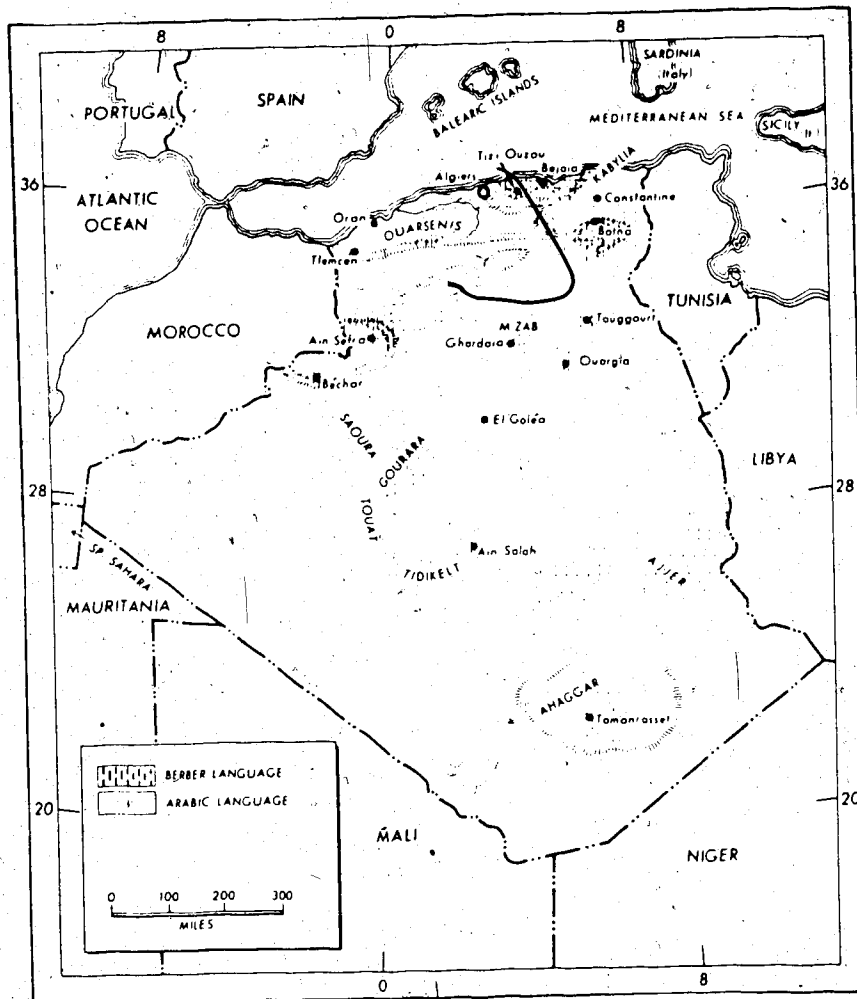 8 0 8
PORTUGAL
SPAIN
BALEARIC ISLANDS
SARDINIA
(Italy)
MEDITERRANEAN SEA
SICILY
Tizi Ouzou
36
ATLANTIC
OCEAN
Algiers
Bejaia
KABYLIA
36
Constantine
Oran
OUARSENIS
Batna
Tlemcen
TUNISIA
MOROCCO
Ain Sefra
M'ZAB
Touggourt
Ghardaia
Ouargla
Béchar
El Goléa
SAOURA
GOURARA
LIBYA
28
28
TOUAT
Ain Salah
TIDIKELT
AJJER
SP. SAHARA
MAURITANIA
AHAGGAR
Tamanrasset
BERBER LANGUAGE
ARABIC LANGUAGE
20
20
MALI
NIGER
0 100 200 300
MILES
0 8